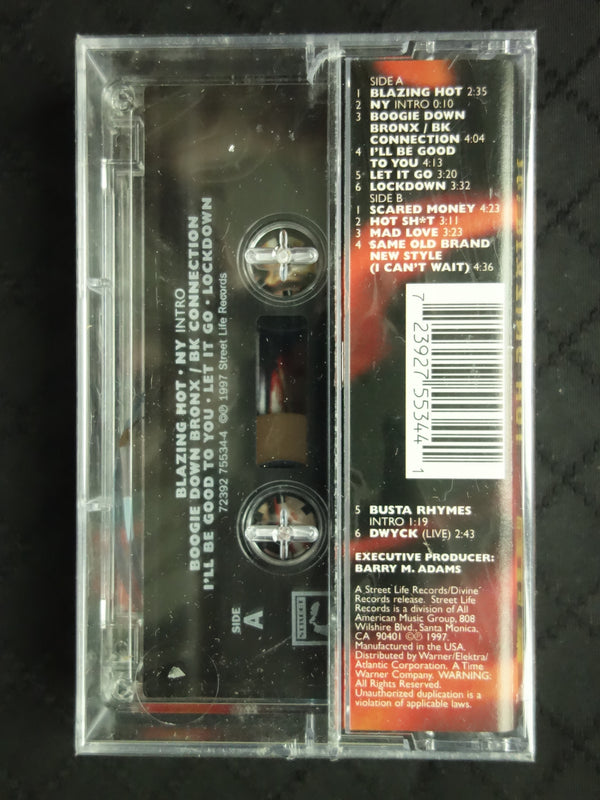 SIDE A
1 BLAZING HOT 2:35
2 NY INTRO 0:10
3 BOOGIE DOWN
BRONX / BK
CONNECTION 4:04
4 I'LL BE GOOD
TO YOU 4:13
5 LET IT GO 3:20
6 LOCKDOWN 3:32
SIDE B
1 SCARED MONEY 4:23
2 HOT SH*T 3:11
3 MAD LOVE 3:23
4 SAME OLD BRAND
NEW STYLE
(I CAN'T WAIT) 4:36
7 23927 55344 1
5 BUSTA RHYMES
INTRO 1:19
6 DWYCK (LIVE) 2:43
EXECUTIVE PRODUCER:
BARRY M. ADAMS
A Street Life Records/Divine
Records release. Street Life
Records is a division of All
American Music Group, 808
Wilshire Blvd., Santa Monica,
CA 90401 ©℗ 1997.
Manufactured in the USA.
Distributed by Warner/Elektra/
Atlantic Corporation. A Time
Warner Company. WARNING:
All Rights Reserved.
Unauthorized duplication is a
violation of applicable laws.
BLAZING HOT • NY INTRO
BOOGIE DOWN BRONX / BK CONNECTION
I'LL BE GOOD TO YOU • LET IT GO • LOCKDOWN
72392 75534-4 ©℗ 1997 Street Life Records
SIDE
A